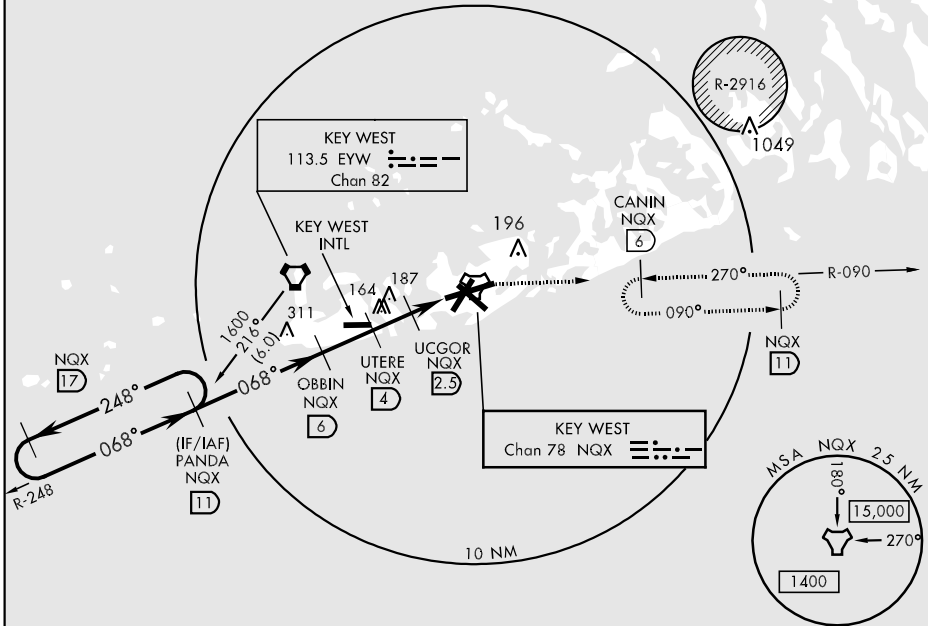 R-2916
1049
KEY WEST
113.5 EYW
Chan 82
CANIN
NQX
6
196
KEY WEST
INTL
270°
R-090
090°
NQX
11
164
187
311
1600
216°
(6.0)
NQX
17
248°
068°
068°
OBBIN
NQX
6
UTERE
NQX
4
UCGOR
NQX
2.5
(IF/IAF)
PANDA
NQX
11
R-248
KEY WEST
Chan 78 NQX
10 NM
MSA NQX 25 NM
180°
15,000
270°
1400